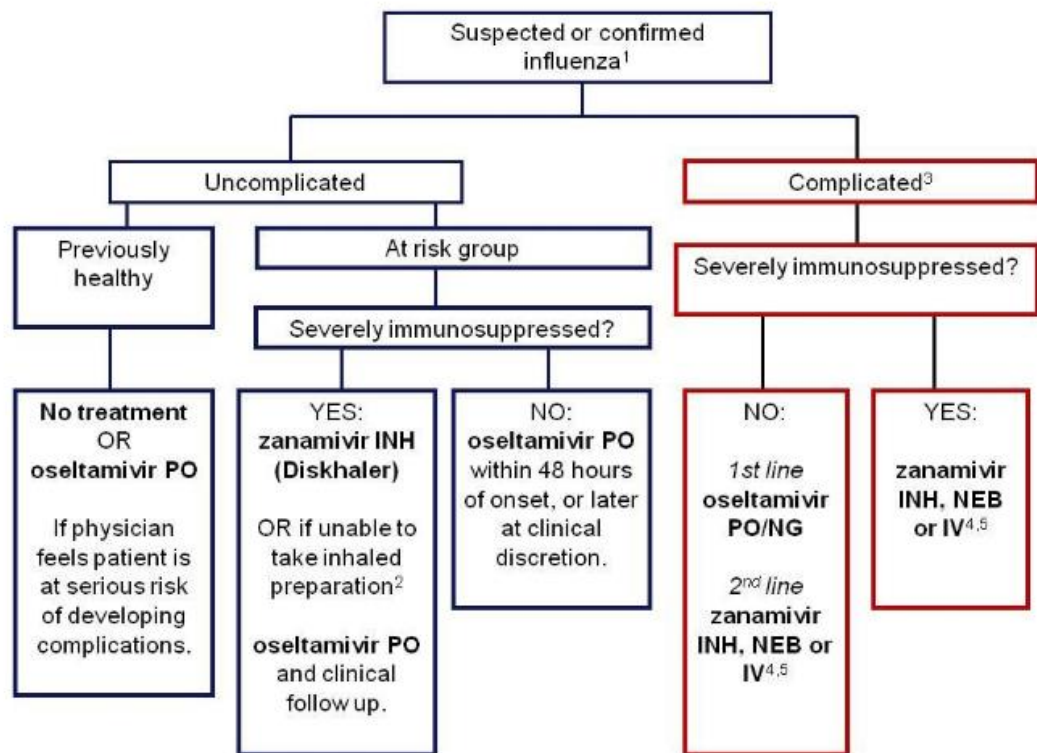 Suspected or confirmed
influenza¹
Uncomplicated
Complicated³
Previously
healthy
At risk group
Severely immunosuppressed?
Severely immunosuppressed?
No treatment
OR
oseltamivir PO
If physician
feels patient is
at serious risk
of developing
complications.
YES:
zanamivir INH
(Diskhaler)
OR if unable to
take inhaled
preparation²
oseltamivir PO
and clinical
follow up.
NO:
oseltamivir PO
within 48 hours
of onset, or later
at clinical
discretion.
NO:
1st line
oseltamivir
PO/NG
2ⁿᵈ line
zanamivir
INH, NEB or
IV⁴,⁵
YES:
zanamivir
INH, NEB
or IV⁴,⁵